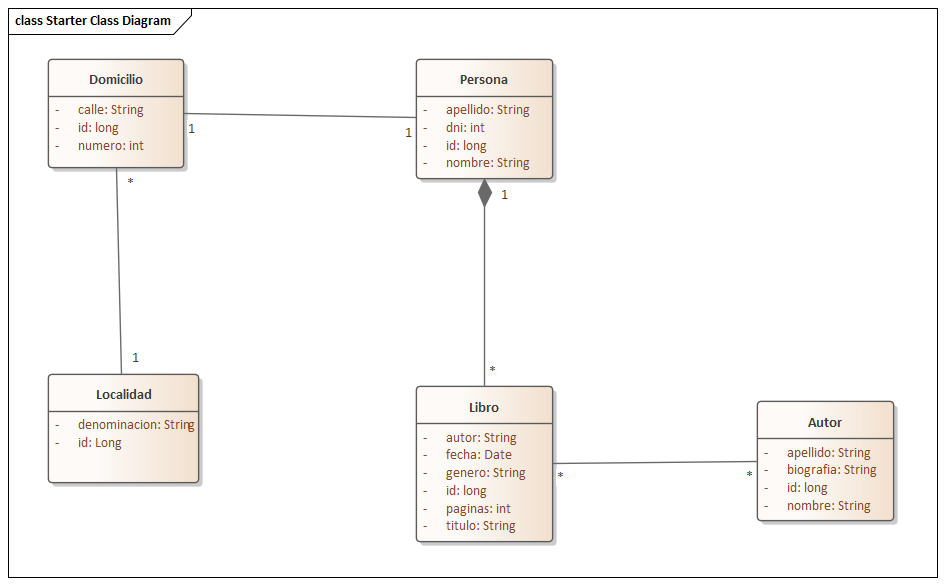 class Starter Class Diagram
Domicilio
- calle: String
- id: long
- numero: int
Persona
- apellido: String
- dni: int
- id: long
- nombre: String
1
1
*
1
1
*
Localidad
- denominacion: String
- id: Long
Libro
- autor: String
- fecha: Date
- genero: String
- id: long
- paginas: int
- titulo: String
*
*
Autor
- apellido: String
- biografia: String
- id: long
- nombre: String